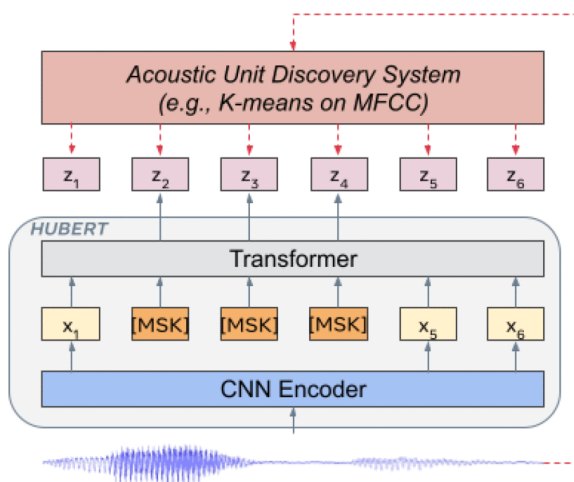 Acoustic Unit Discovery System
(e.g., K-means on MFCC)
z1 z2 z3 z4 z5 z6
HUBERT
Transformer
x1 [MSK] [MSK] [MSK] x5 x6
CNN Encoder